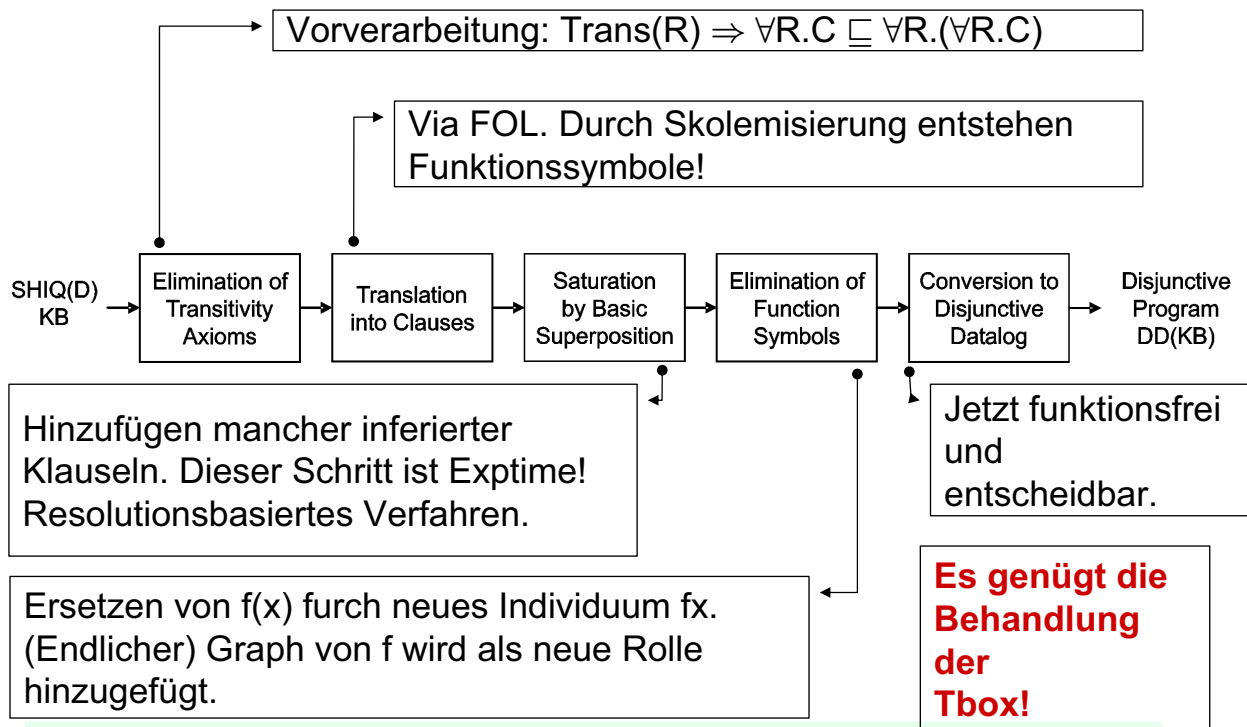 Vorverarbeitung: Trans(R) ⇒ ∀R.C ⊑ ∀R.(∀R.C)
Via FOL. Durch Skolemisierung entstehen
Funktionssymbole!
SHIQ(D)
KB
Elimination of
Transitivity
Axioms
Translation
into Clauses
Saturation
by Basic
Superposition
Elimination of
Function
Symbols
Conversion to
Disjunctive
Datalog
Disjunctive
Program
DD(KB)
Hinzufügen mancher inferierter
Klauseln. Dieser Schritt ist Exptime!
Resolutionsbasiertes Verfahren.
Jetzt funktionsfrei
und
entscheidbar.
Ersetzen von f(x) furch neues Individuum fx.
(Endlicher) Graph von f wird als neue Rolle
hinzugefügt.
Es genügt die
Behandlung
der
Tbox!